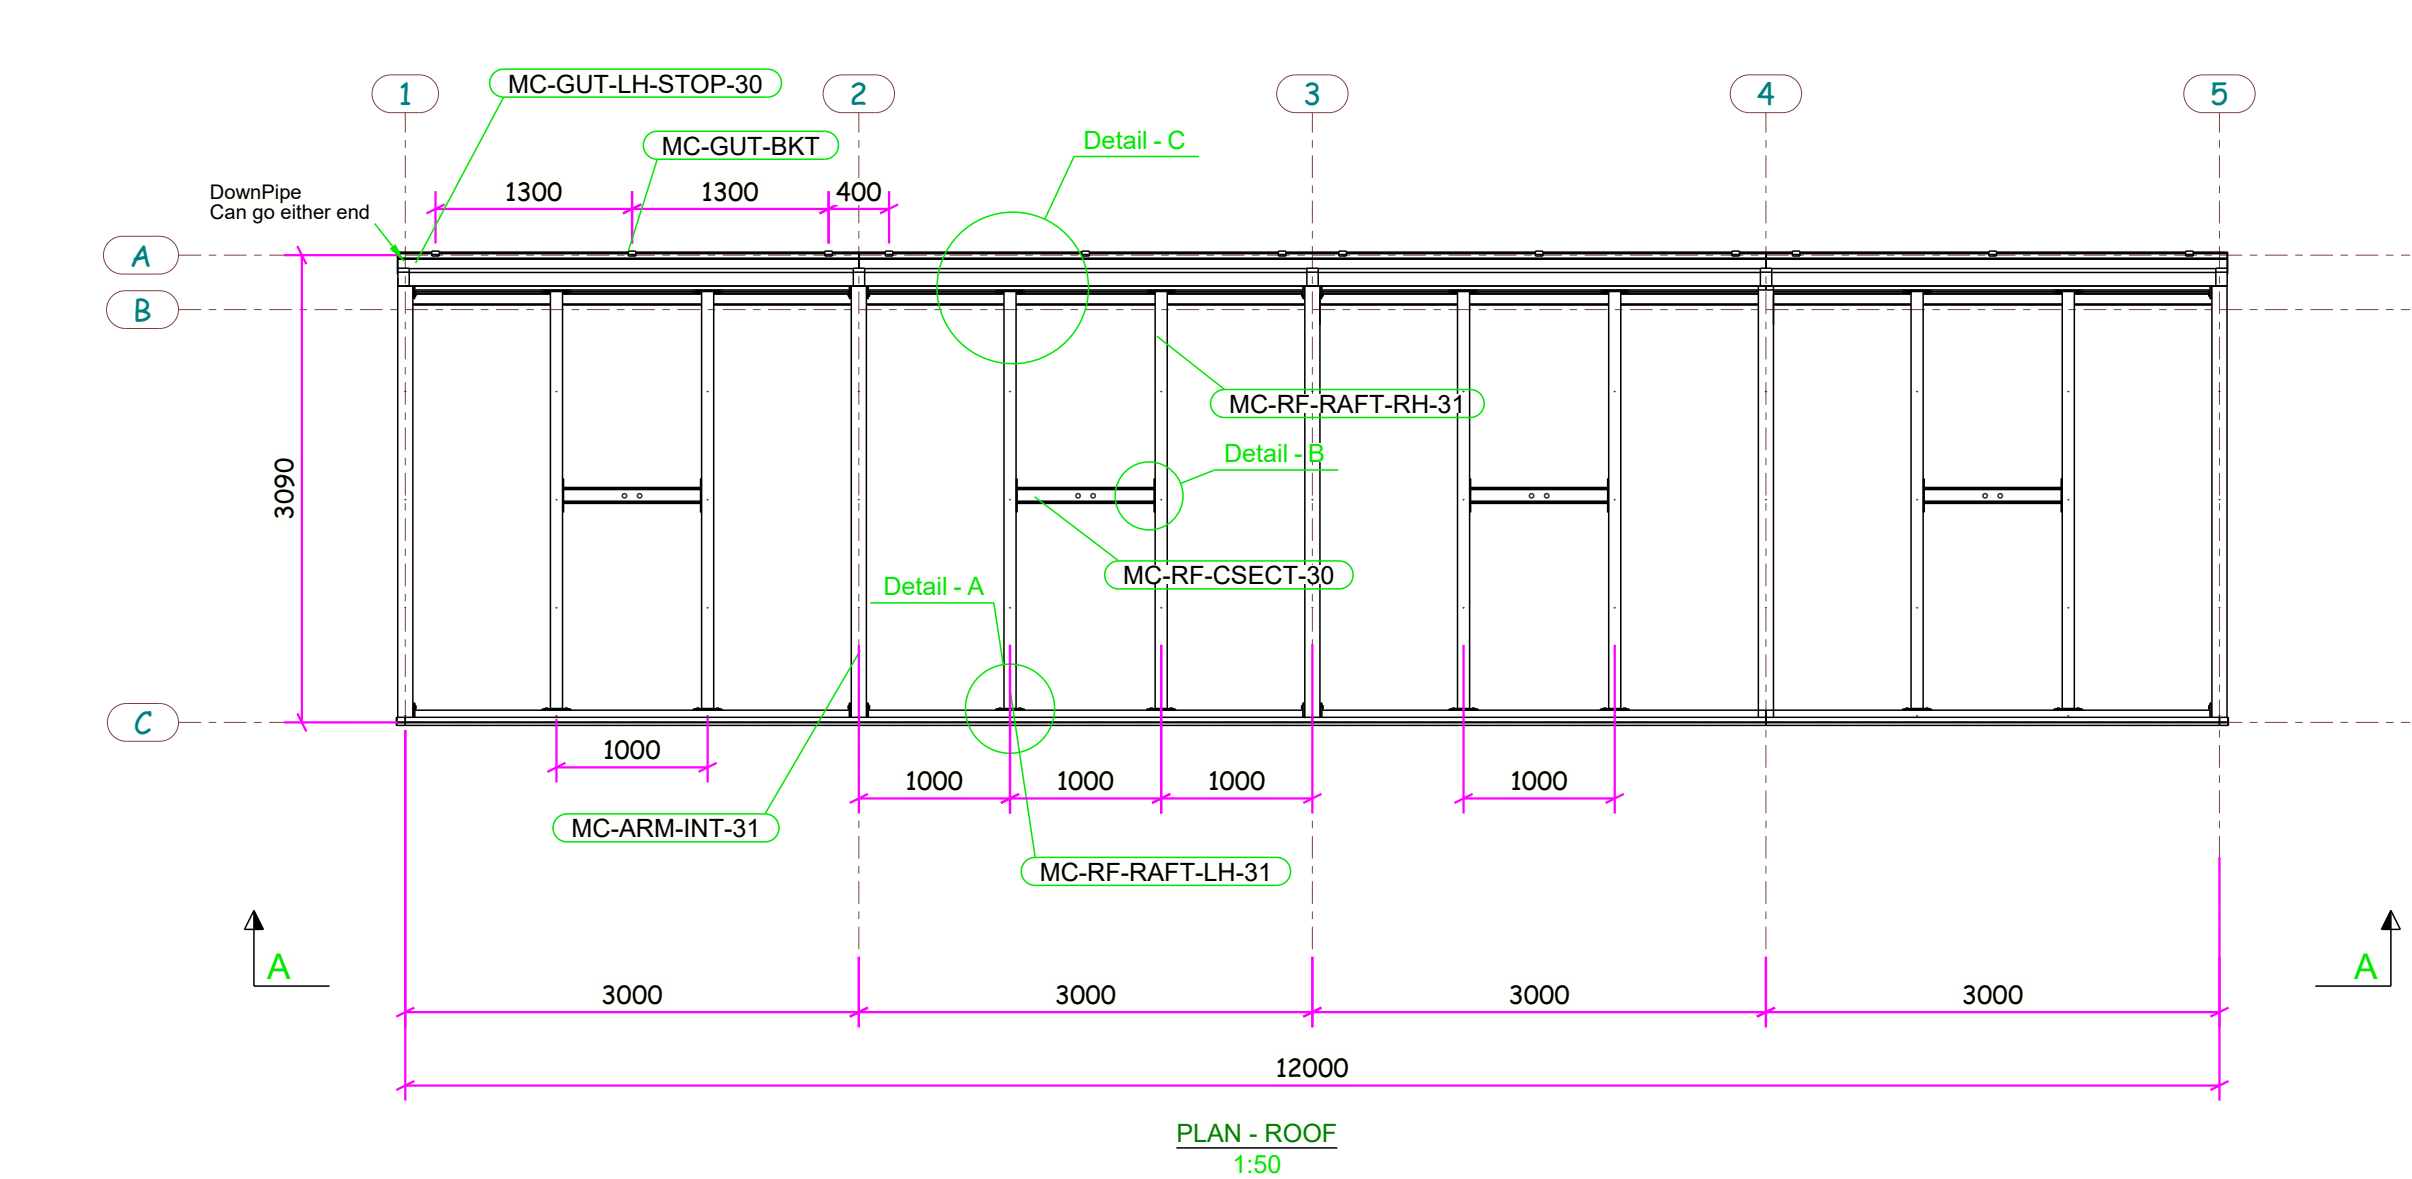 MC-GUT-LH-STOP-30
1
2
3
4
5
MC-GUT-BKT
Detail - C
DownPipe
Can go either end
1300
1300
400
A
B
MC-RF-RAFT-RH-31
Detail - B
3090
MC-RF-CSECT-30
Detail - A
C
1000
1000
1000
1000
1000
MC-ARM-INT-31
MC-RF-RAFT-LH-31
A
A
3000
3000
3000
3000
12000
PLAN - ROOF
1:50